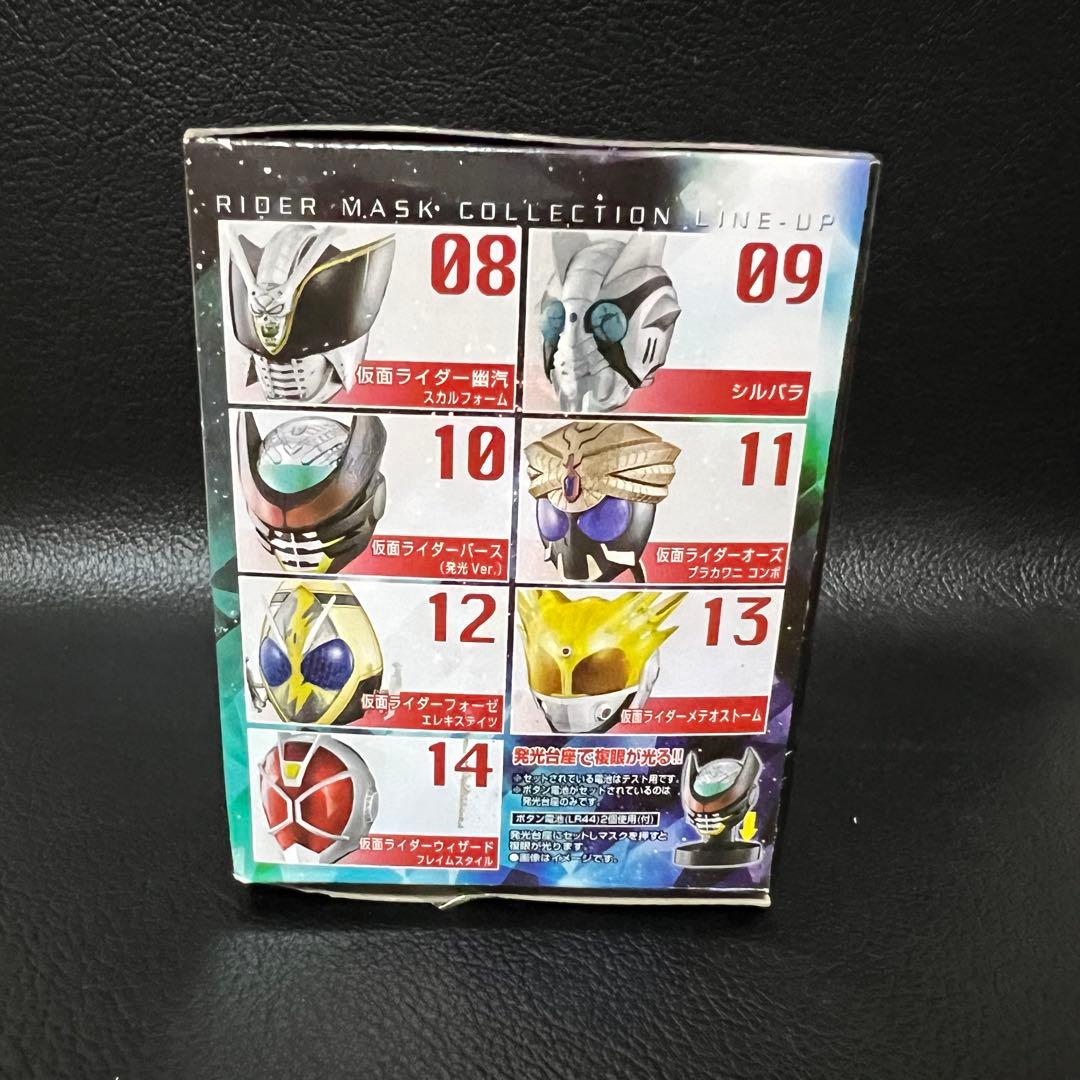 RIDER MASK COLLECTION LINE-UP
08
仮面ライダー幽汽
スカルフォーム
09
シルバラ
10
仮面ライダーバース
(発光Ver.)
11
仮面ライダーオーズ
ブラカワニ コンボ
12
仮面ライダーフォーゼ
エレキステイツ
13
仮面ライダーメテオストーム
14
仮面ライダーウィザード
フレイムスタイル
発光台座で複眼が光る!!
※セットされている電池はテスト用です。
※ボタン電池がセットされているのは
発光台座のみです。
ボタン電池(LR44)2個使用(付)
発光台座にセットしマスクを押すと
複眼が光ります。
●画像はイメージです。